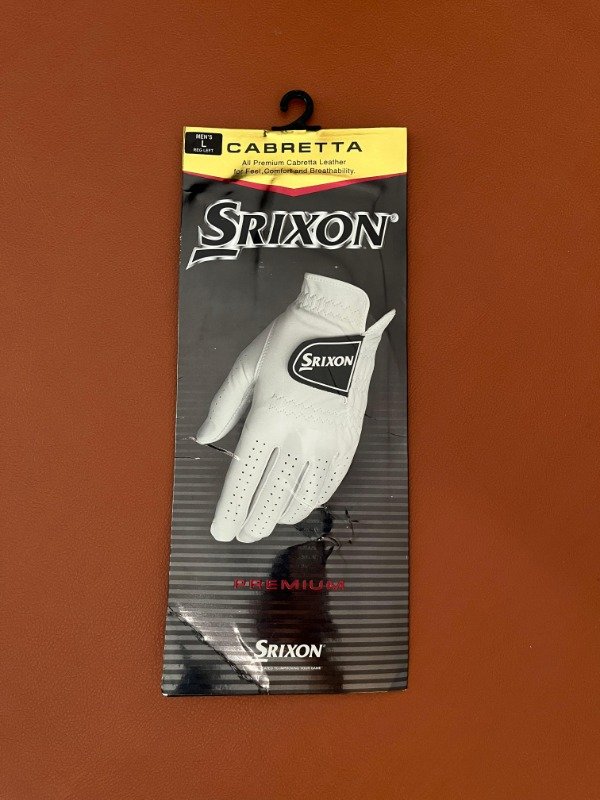 MEN'S
L
REG-LEFT
CABRETTA
All Premium Cabretta Leather
for Feel, Comfort and Breathability.
SRIXON®
SRIXON
PREMIUM
SRIXON